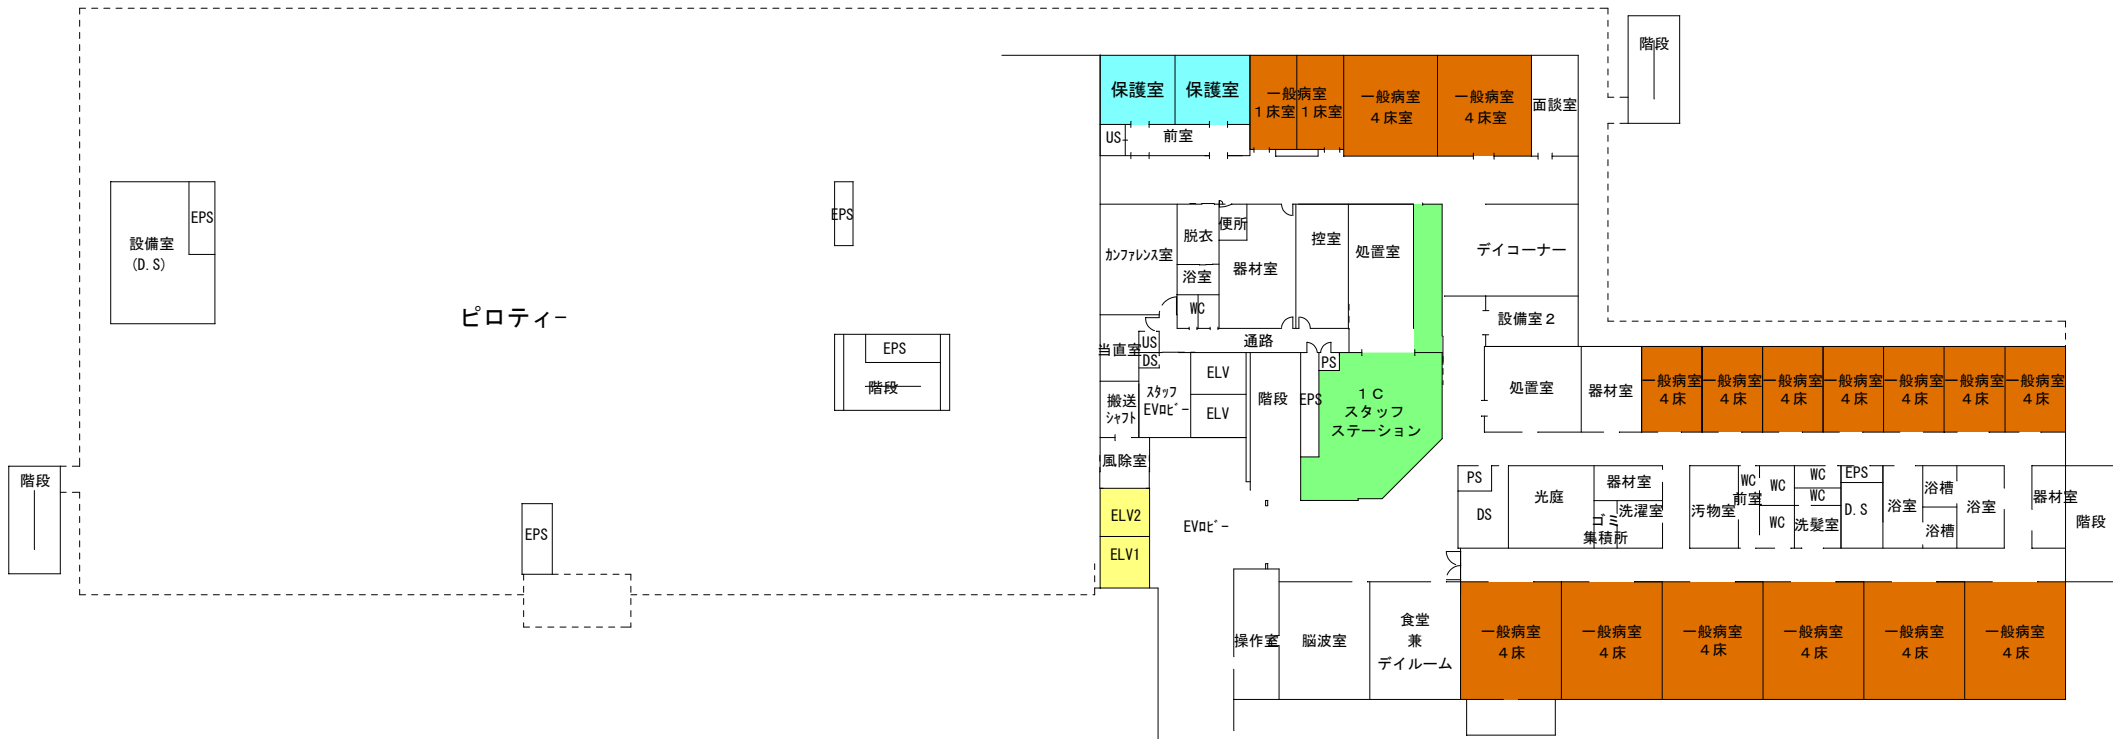 階段
保護室
保護室
一般病室
1床室
1床室
一般病室
4床室
一般病室
4床室
面談室
US
前室
EPS
設備室
(D.S)
EPS
ピロティー
EPS
階段
階段
EPS
カンファレンス室
脱衣
便所
浴室
WC
器材室
控室
処置室
デイコーナー
設備室2
当直室
US
DS
通路
PS
搬送
シャフト
スタッフ
EVロビー
ELV
ELV
階段
EPS
1C
スタッフ
ステーション
風除室
ELV2
ELV1
EVロビー
処置室
器材室
一般病室
4床
一般病室
4床
一般病室
4床
一般病室
4床
一般病室
4床
一般病室
4床
一般病室
4床
PS
DS
光庭
器材室
洗濯室
ゴミ
集積所
汚物室
WC
前室
WC
WC
WC
WC
洗髪室
EPS
D.S
浴室
浴槽
浴槽
浴室
器材室
階段
操作室
脳波室
食堂
兼
デイルーム
一般病室
4床
一般病室
4床
一般病室
4床
一般病室
4床
一般病室
4床
一般病室
4床